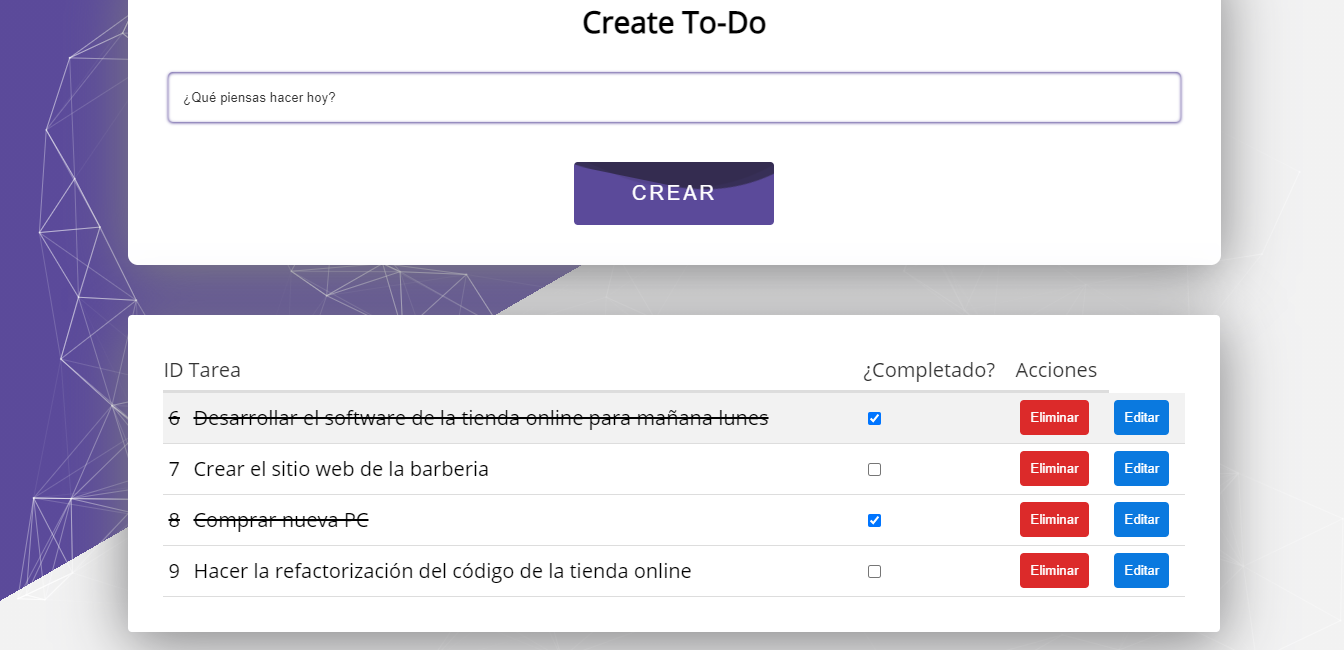 Create To-Do
¿Qué piensas hacer hoy?
CREAR
ID Tarea ¿Completado? Acciones
6 Desarrollar el software de la tienda online para mañana lunes Eliminar Editar
7 Crear el sitio web de la barberia Eliminar Editar
8 Comprar nueva PC Eliminar Editar
9 Hacer la refactorización del código de la tienda online Eliminar Editar